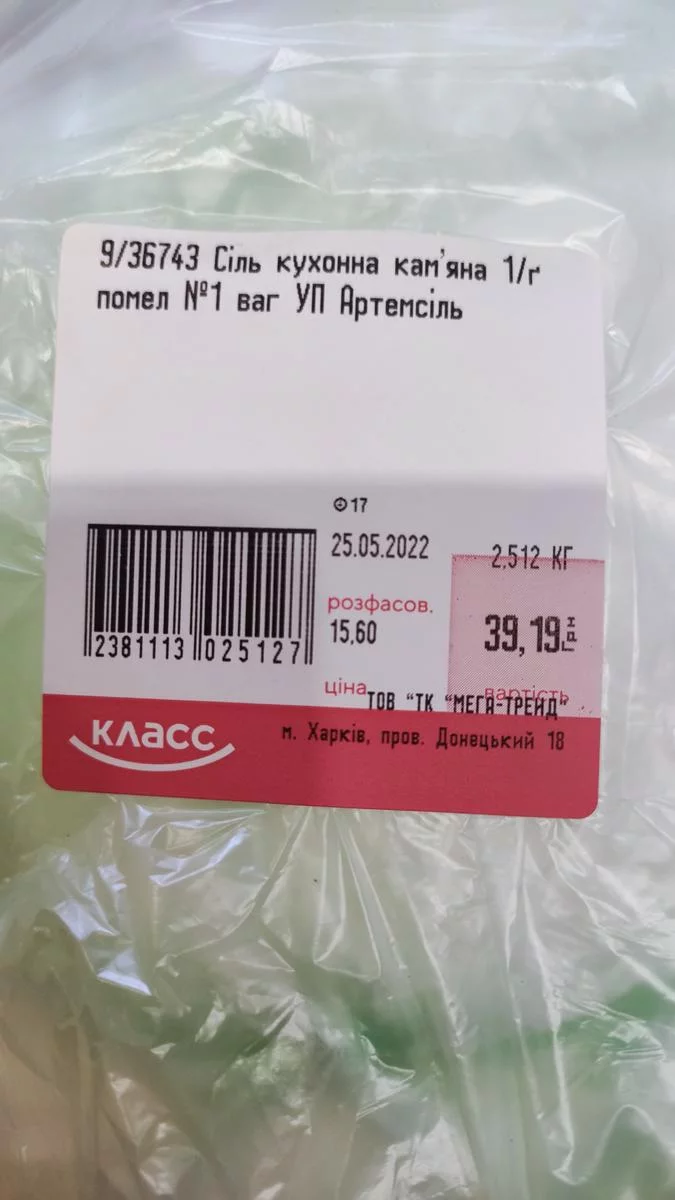 9/36743 Сіль кухонна кам'яна 1/ґ
помел №1 ваг УП Артемсіль
17
25.05.2022
2,512 КГ
розфасов.
15,60
39,19 грн
2381113 025127
ціна
вартість
ТОВ "ТК "МЕГА-ТРЕЙД"
класс
м. Харків, пров. Донецький 18